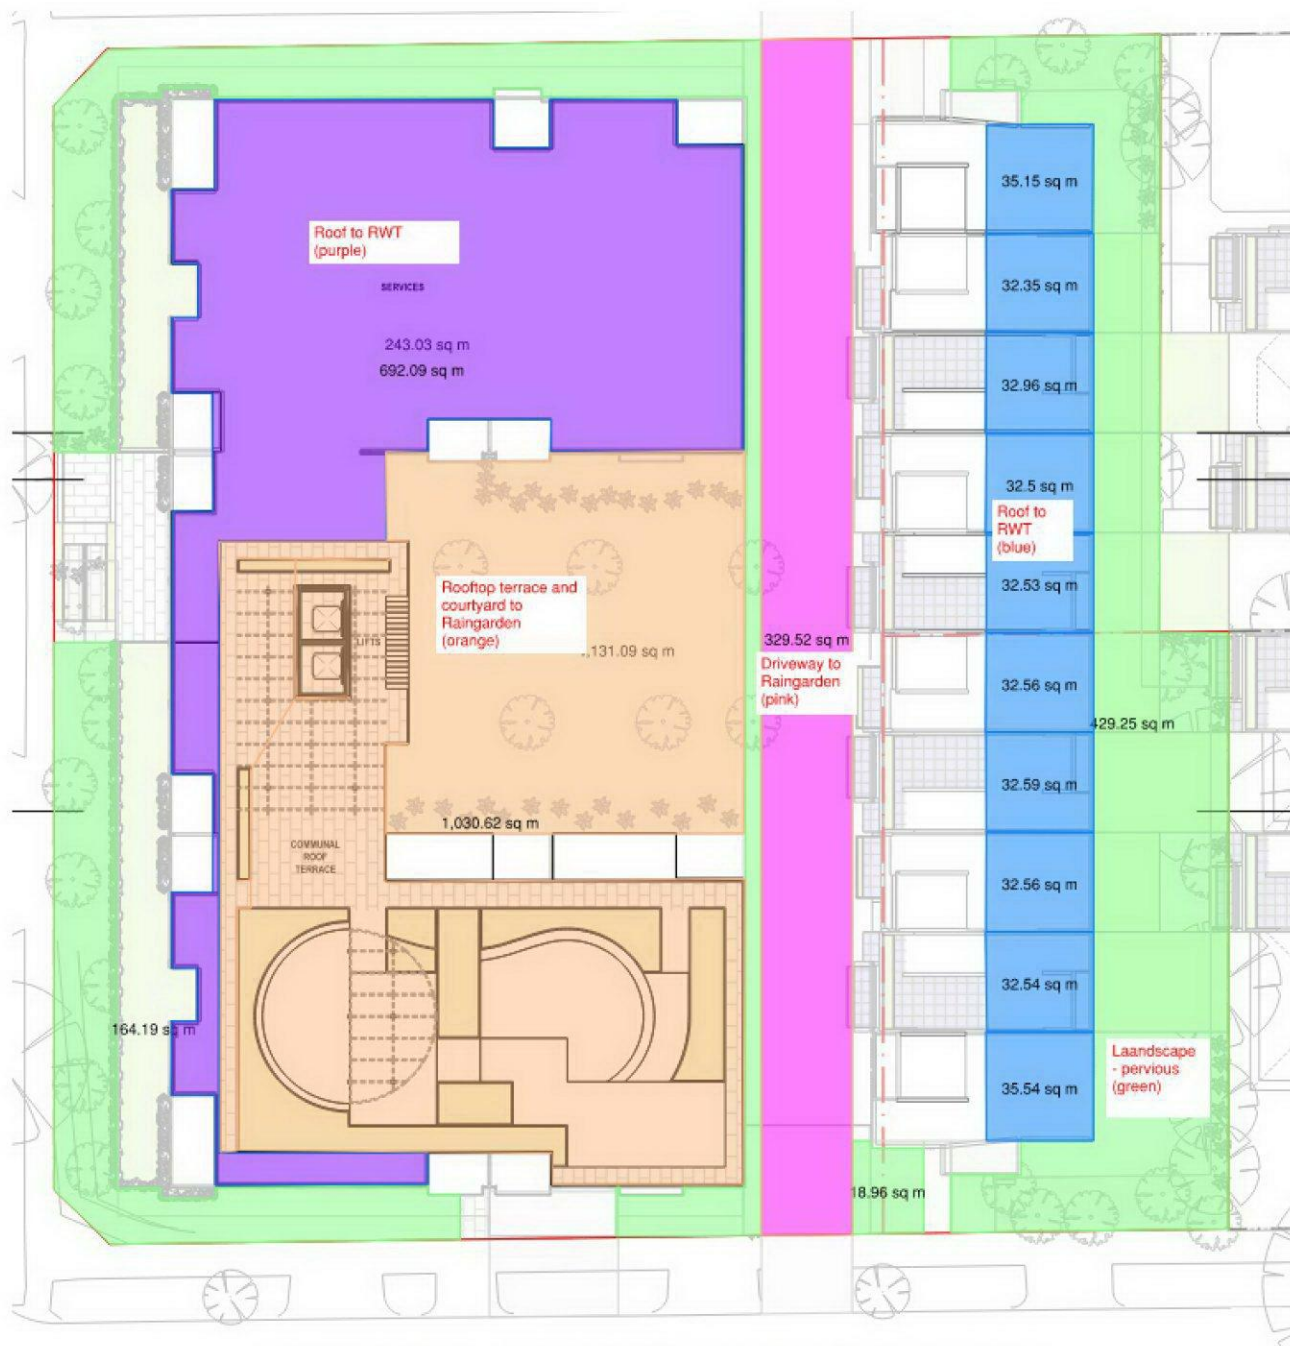 35.15 sq m
Roof to RWT
(purple)
SERVICES
32.35 sq m
243.03 sq m
692.09 sq m
32.96 sq m
32.5 sq m
Roof to
RWT
(blue)
Rooftop terrace and
courtyard to
Raingarden
(orange)
32.53 sq m
LIFTS
,131.09 sq m
329.52 sq m
Driveway to
Raingarden
(pink)
32.56 sq m
429.25 sq m
32.59 sq m
1,030.62 sq m
COMMUNAL
ROOF
TERRACE
32.56 sq m
32.54 sq m
164.19 sq m
Laandscape
- pervious
(green)
35.54 sq m
18.96 sq m